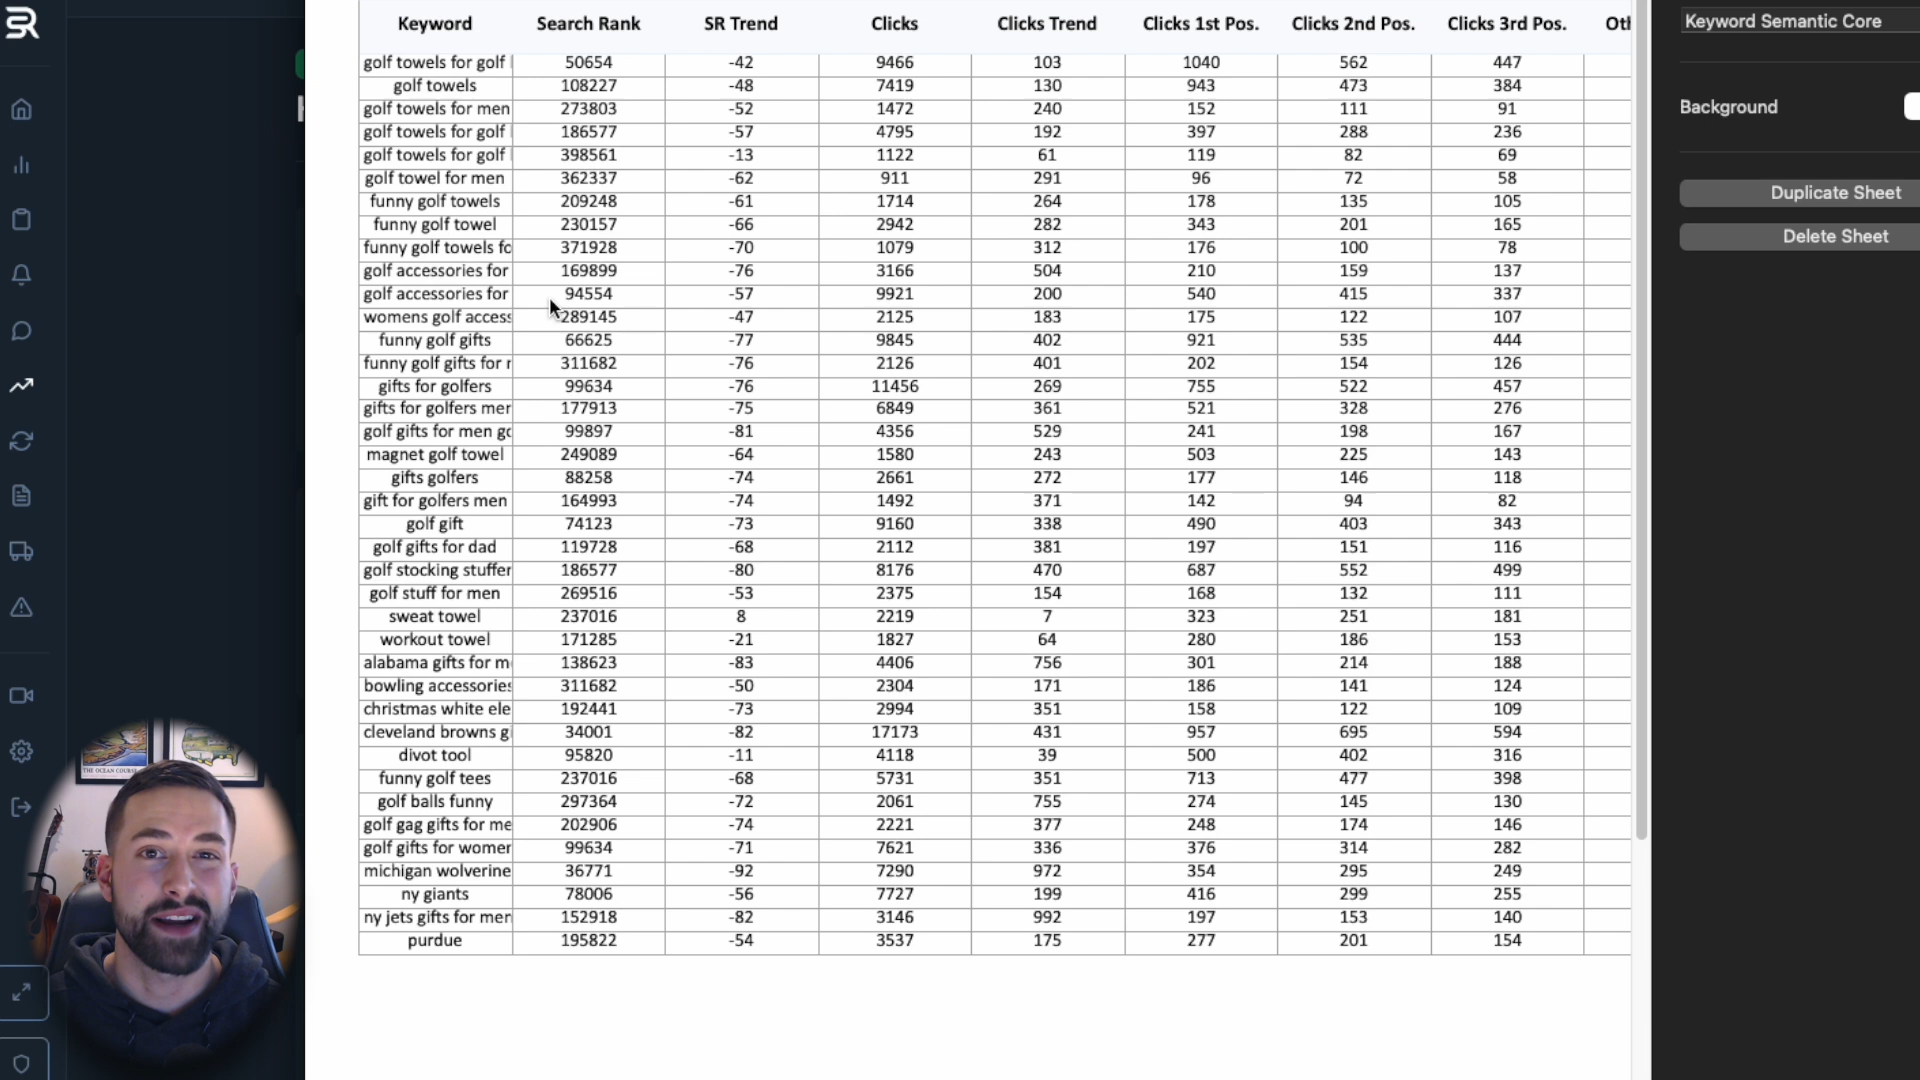 Keyword Search Rank SR Trend Clicks Clicks Trend Clicks 1st Pos. Clicks 2nd Pos. Clicks 3rd Pos. Oth
golf towels for golf 50654 -42 9466 103 1040 562 447
golf towels 108227 -48 7419 130 943 473 384
golf towels for men 273803 -52 1472 240 152 111 91
golf towels for golf 186577 -57 4795 192 397 288 236
golf towels for golf 398561 -13 1122 61 119 82 69
golf towel for men 362337 -62 911 291 96 72 58
funny golf towels 209248 -61 1714 264 178 135 105
funny golf towel 230157 -66 2942 282 343 201 165
funny golf towels fo 371928 -70 1079 312 176 100 78
golf accessories for 169899 -76 3166 504 210 159 137
golf accessories for 94554 -57 9921 200 540 415 337
womens golf access 289145 -47 2125 183 175 122 107
funny golf gifts 66625 -77 9845 402 921 535 444
funny golf gifts for r 311682 -76 2126 401 202 154 126
gifts for golfers 99634 -76 11456 269 755 522 457
gifts for golfers mer 177913 -75 6849 361 521 328 276
golf gifts for men go 99897 -81 4356 529 241 198 167
magnet golf towel 249089 -64 1580 243 503 225 143
gifts golfers 88258 -74 2661 272 177 146 118
gift for golfers men 164993 -74 1492 371 142 94 82
golf gift 74123 -73 9160 338 490 403 343
golf gifts for dad 119728 -68 2112 381 197 151 116
golf stocking stuffer 186577 -80 8176 470 687 552 499
golf stuff for men 269516 -53 2375 154 168 132 111
sweat towel 237016 8 2219 7 323 251 181
workout towel 171285 -21 1827 64 280 186 153
alabama gifts for m 138623 -83 4406 756 301 214 188
bowling accessories 311682 -50 2304 171 186 141 124
christmas white ele 192441 -73 2994 351 158 122 109
cleveland browns gi 34001 -82 17173 431 957 695 594
divot tool 95820 -11 4118 39 500 402 316
funny golf tees 237016 -68 5731 351 713 477 398
golf balls funny 297364 -72 2061 755 274 145 130
golf gag gifts for me 202906 -74 2221 377 248 174 146
golf gifts for womer 99634 -71 7621 336 376 314 282
michigan wolverine 36771 -92 7290 972 354 295 249
ny giants 78006 -56 7727 199 416 299 255
ny jets gifts for men 152918 -82 3146 992 197 153 140
purdue 195822 -54 3537 175 277 201 154
Keyword Semantic Core
Background
Duplicate Sheet
Delete Sheet
THE OCEAN COURSE